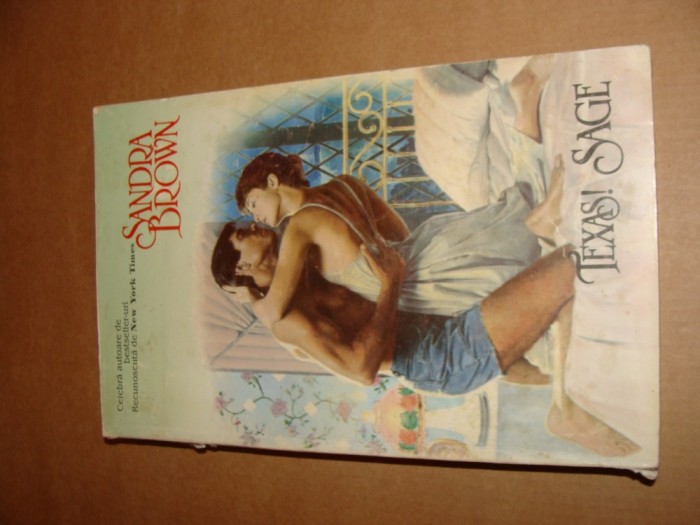 Celebră autoare de
bestseller-uri
Recunoscută de New York Times
SANDRA
BROWN
TEXAS! SAGE